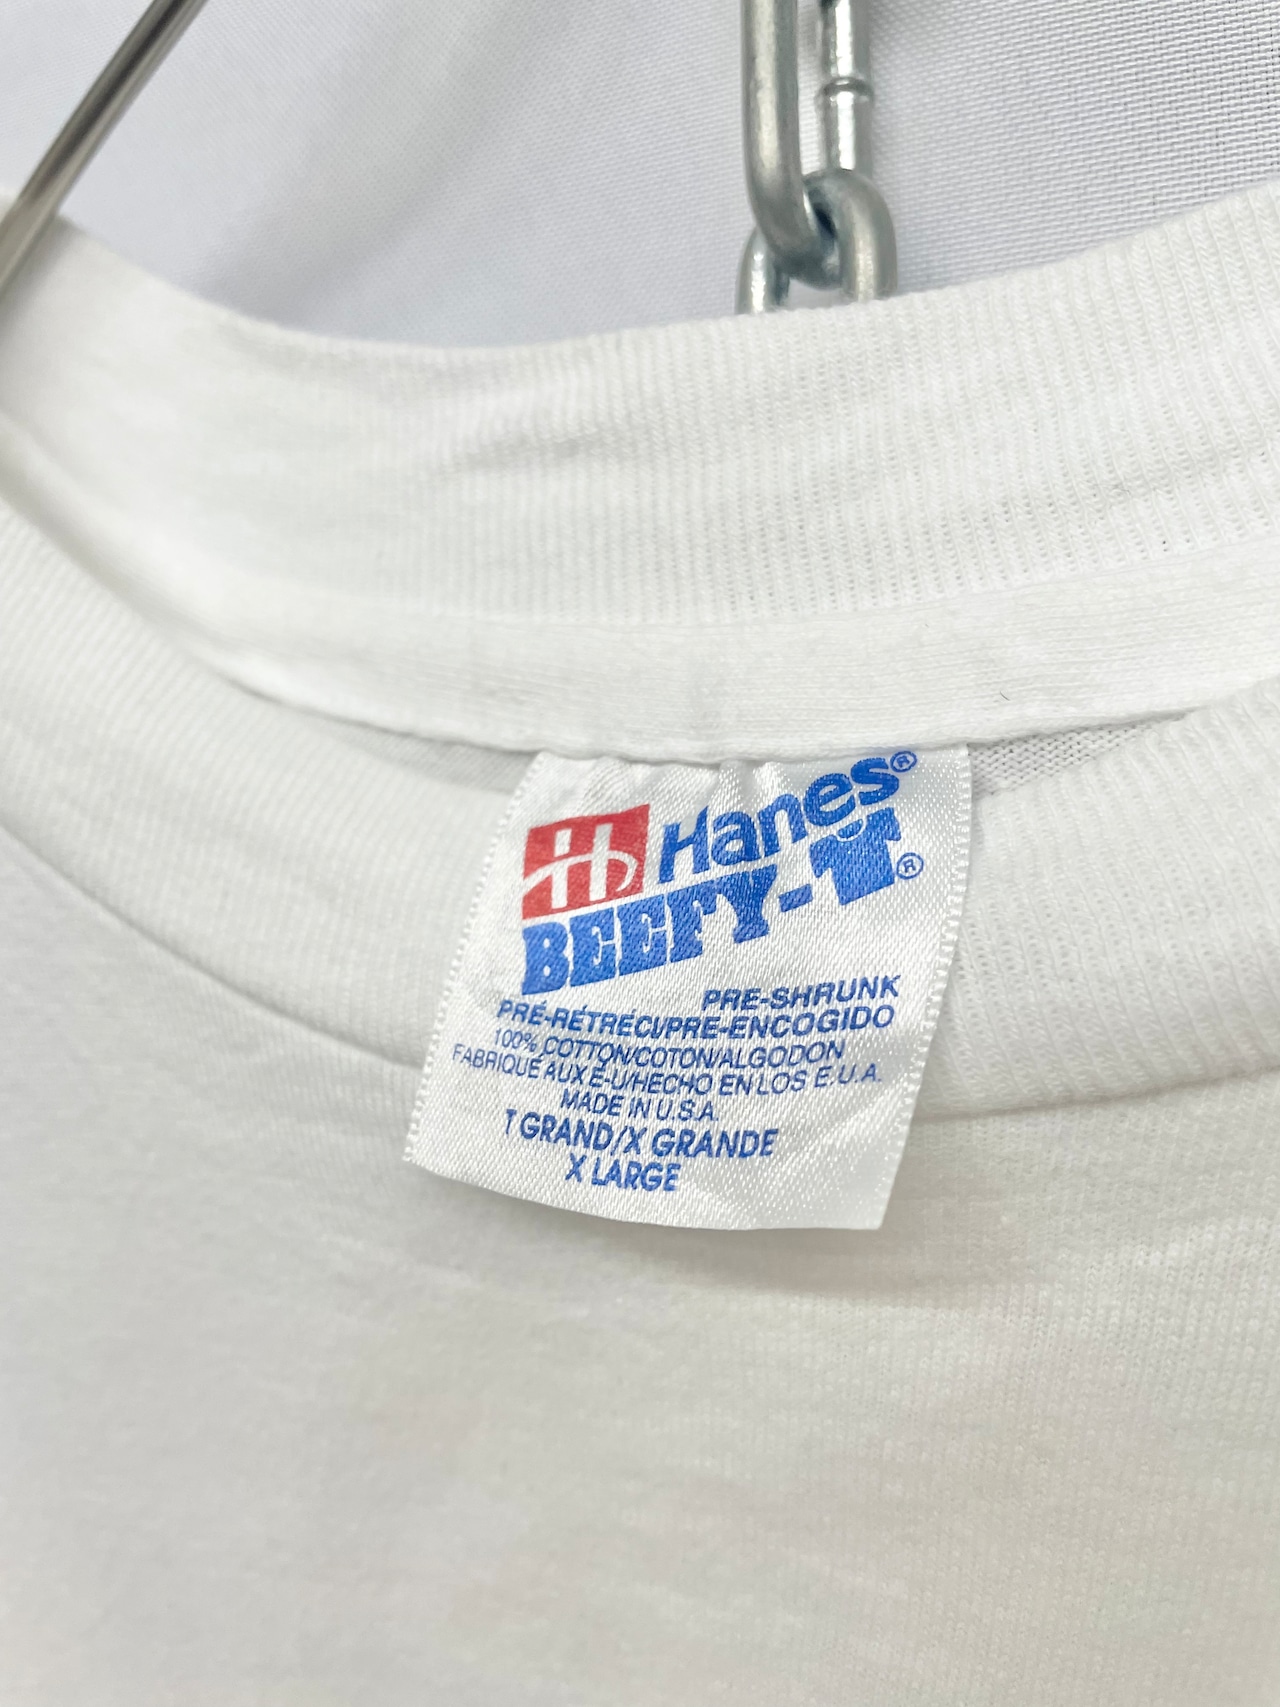 Hanes®
BEEFY-T®
PRE-SHRUNK
PRÉ-RÉTRÉCI/PRE-ENCOGIDO
100% COTTON/COTON/ALGODON
FABRIQUÉ AUX É-U/HECHO EN LOS E.U.A.
MADE IN U.S.A.
T GRAND/X GRANDE
X LARGE